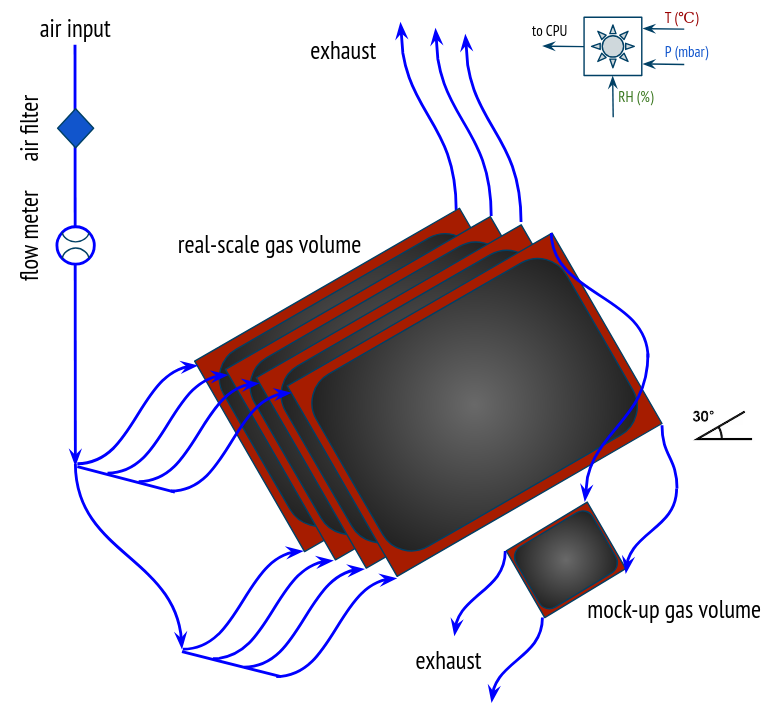 air input
exhaust
to CPU
T (°C)
P (mbar)
RH (%)
air filter
flow meter
real-scale gas volume
30°
mock-up gas volume
exhaust